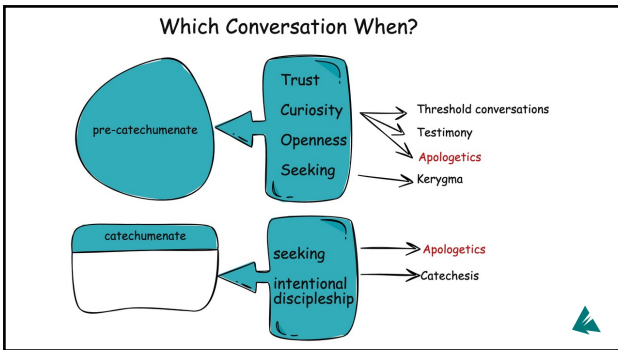 Which Conversation When?
pre-catechumenate
Trust
Curiosity
Openness
Seeking
Threshold conversations
Testimony
Apologetics
Kerygma
catechumenate
seeking
intentional
discipleship
Apologetics
Catechesis